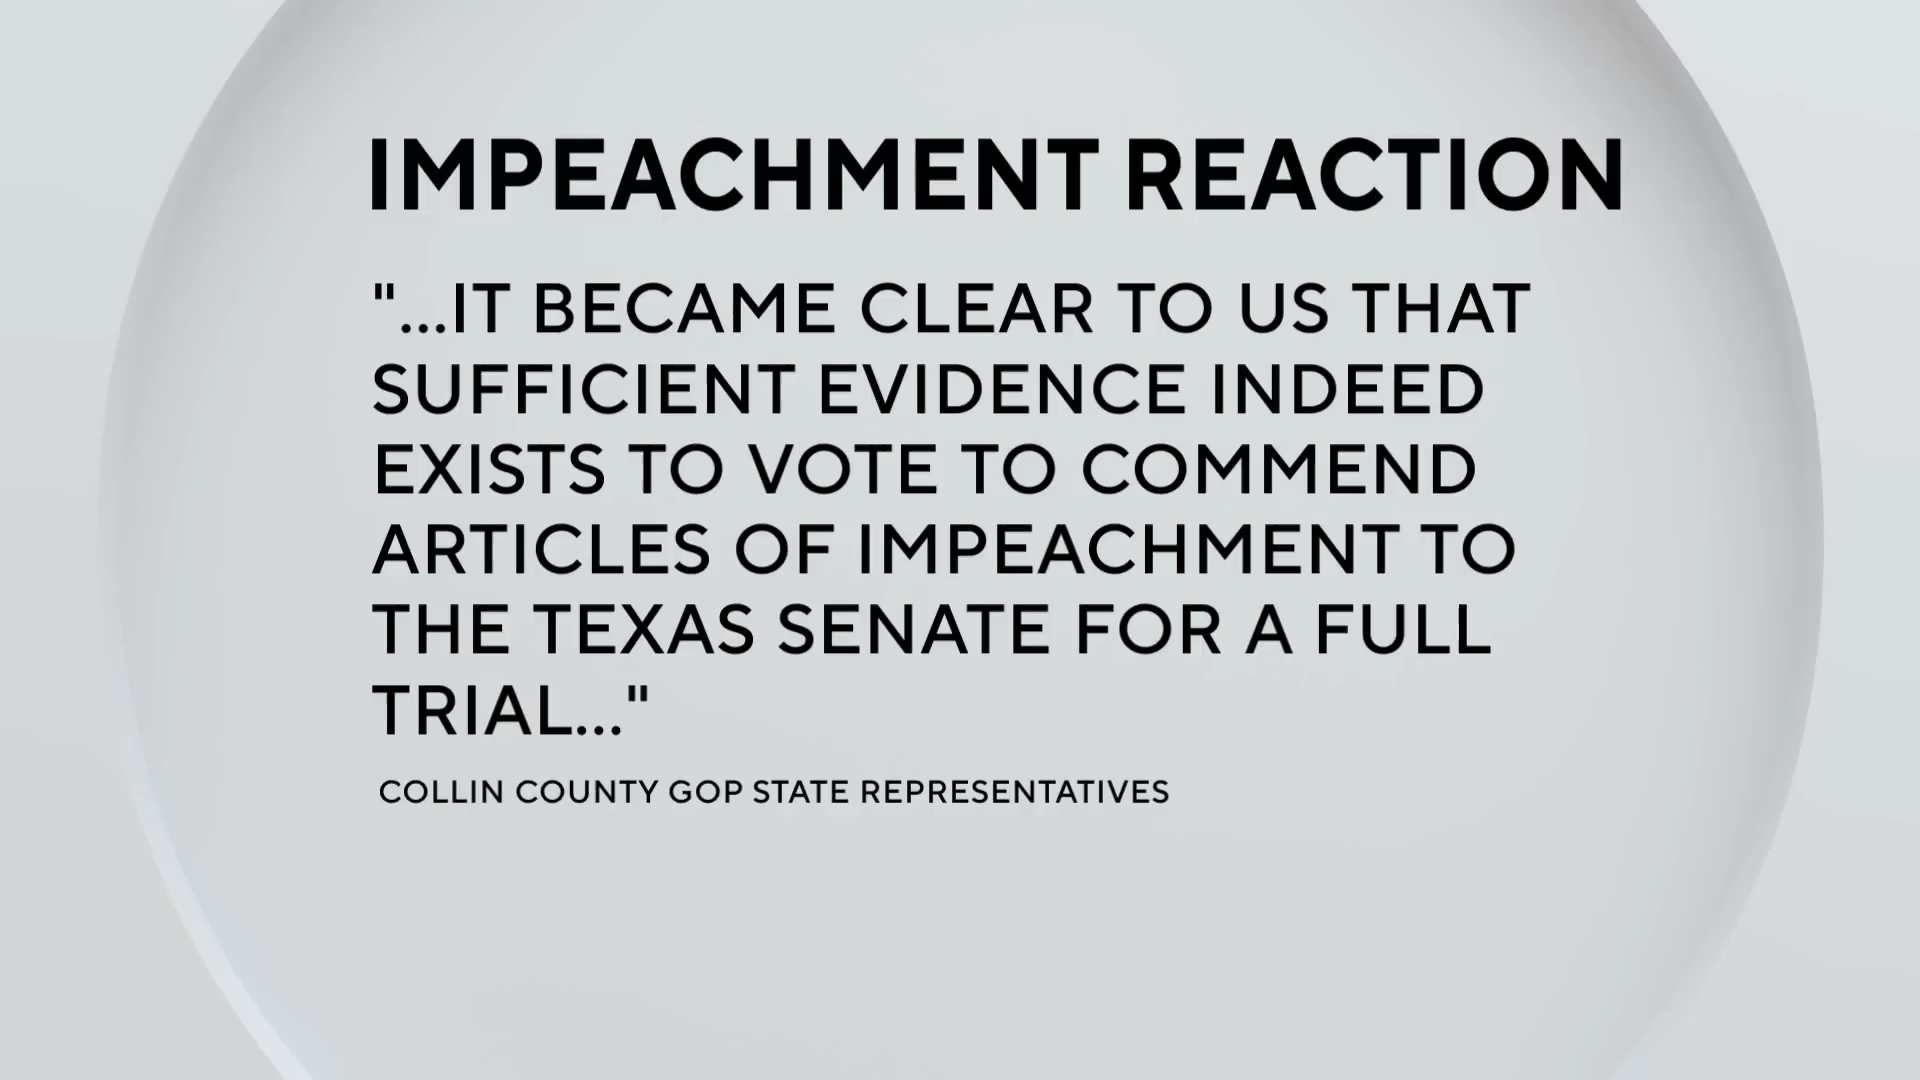 IMPEACHMENT REACTION
"...IT BECAME CLEAR TO US THAT
SUFFICIENT EVIDENCE INDEED
EXISTS TO VOTE TO COMMEND
ARTICLES OF IMPEACHMENT TO
THE TEXAS SENATE FOR A FULL
TRIAL..."
COLLIN COUNTY GOP STATE REPRESENTATIVES